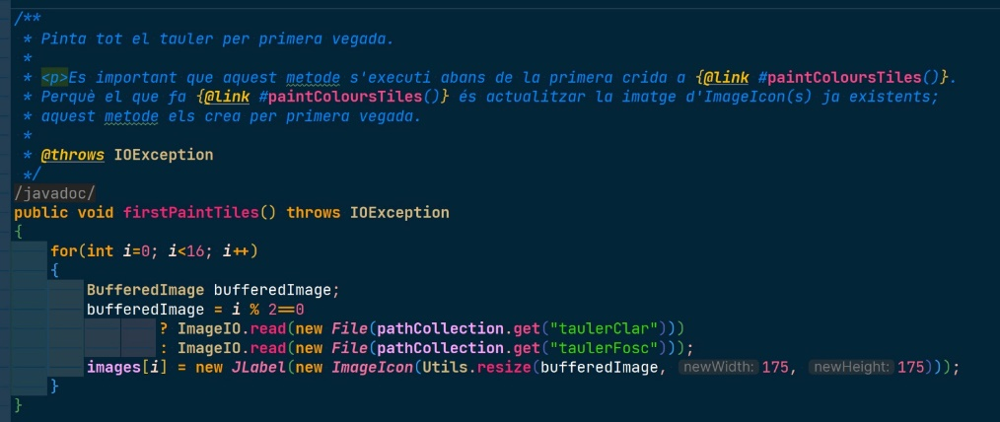 /**
 * Pinta tot el tauler per primera vegada.
 *
 * <p>Es important que aquest metode s'executi abans de la primera crida a {@link #paintColoursTiles()}.
 * Perquè el que fa {@link #paintColoursTiles()} és actualitzar la imatge d'ImageIcon(s) ja existents;
 * aquest metode els crea per primera vegada.
 *
 * @throws IOException
 */
/javadoc/
public void firstPaintTiles() throws IOException
{
    for(int i=0; i<16; i++)
    {
        BufferedImage bufferedImage;
        bufferedImage = i % 2==0
                ? ImageIO.read(new File(pathCollection.get("taulerClar")))
                : ImageIO.read(new File(pathCollection.get("taulerFosc")));
        images[i] = new JLabel(new ImageIcon(Utils.resize(bufferedImage, newWidth: 175, newHeight: 175)));
    }
}